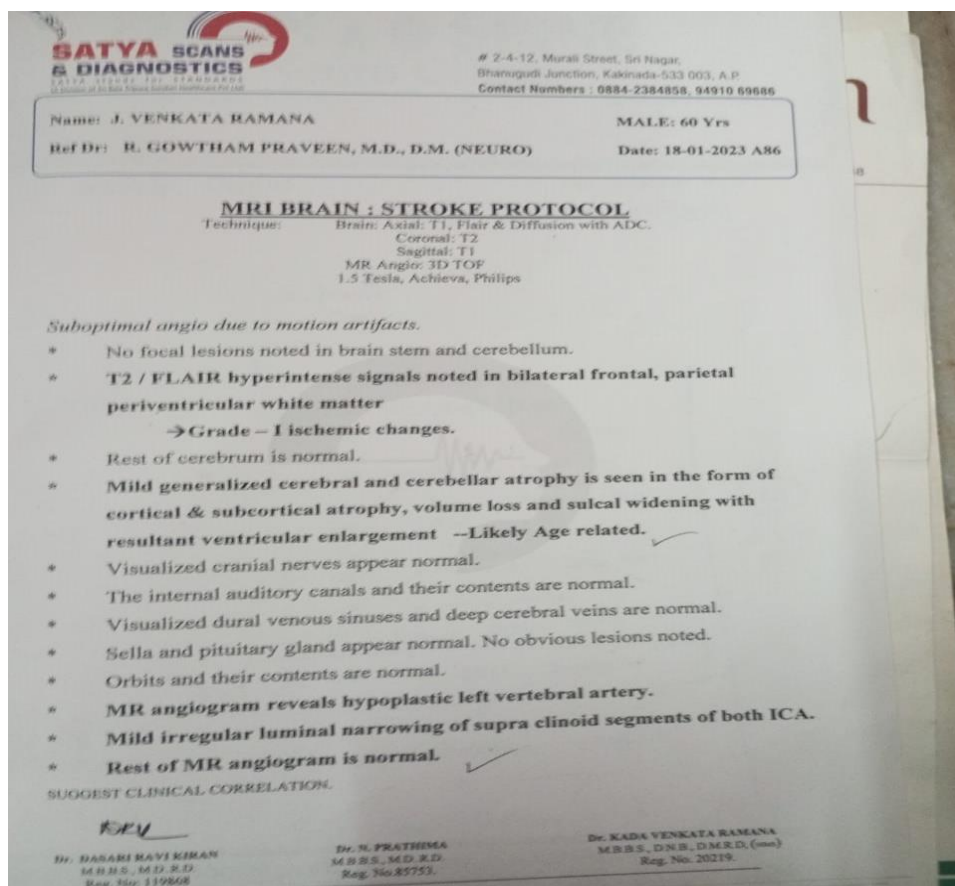 SATYA SCANS
& DIAGNOSTICS
# 2-4-12, Murali Street, Sri Nagar,
Bhanugudi Junction, Kakinada-533 003, A.P.
Contact Numbers : 0884-2384858, 94910 69686
Name: J. VENKATA RAMANA
MALE: 60 Yrs
Ref Dr: R. GOWTHAM PRAVEEN, M.D., D.M. (NEURO)
Date: 18-01-2023 A86
MRI BRAIN : STROKE PROTOCOL
Technique: Brain: Axial: T1, Flair & Diffusion with ADC.
Coronal: T2
Sagittal: T1
MR Angio: 3D TOF
1.5 Tesla, Achieva, Philips
Suboptimal angio due to motion artifacts.
* No focal lesions noted in brain stem and cerebellum.
* T2 / FLAIR hyperintense signals noted in bilateral frontal, parietal
periventricular white matter
→Grade – I ischemic changes.
* Rest of cerebrum is normal.
* Mild generalized cerebral and cerebellar atrophy is seen in the form of
cortical & subcortical atrophy, volume loss and sulcal widening with
resultant ventricular enlargement --Likely Age related.
* Visualized cranial nerves appear normal.
* The internal auditory canals and their contents are normal.
* Visualized dural venous sinuses and deep cerebral veins are normal.
* Sella and pituitary gland appear normal. No obvious lesions noted.
* Orbits and their contents are normal.
* MR angiogram reveals hypoplastic left vertebral artery.
* Mild irregular luminal narrowing of supra clinoid segments of both ICA.
* Rest of MR angiogram is normal.
SUGGEST CLINICAL CORRELATION.
Dr. DASARI RAVI KIRAN
M.B.B.S., M.D. R.D.
Reg. No. 119808
Dr. N. PRATHIMA
M.B.B.S., M.D. R.D.
Reg. No.85753.
Dr. KADA VENKATA RAMANA
M.B.B.S., D.N.B., D.M.R.D,
Reg. No. 20219.